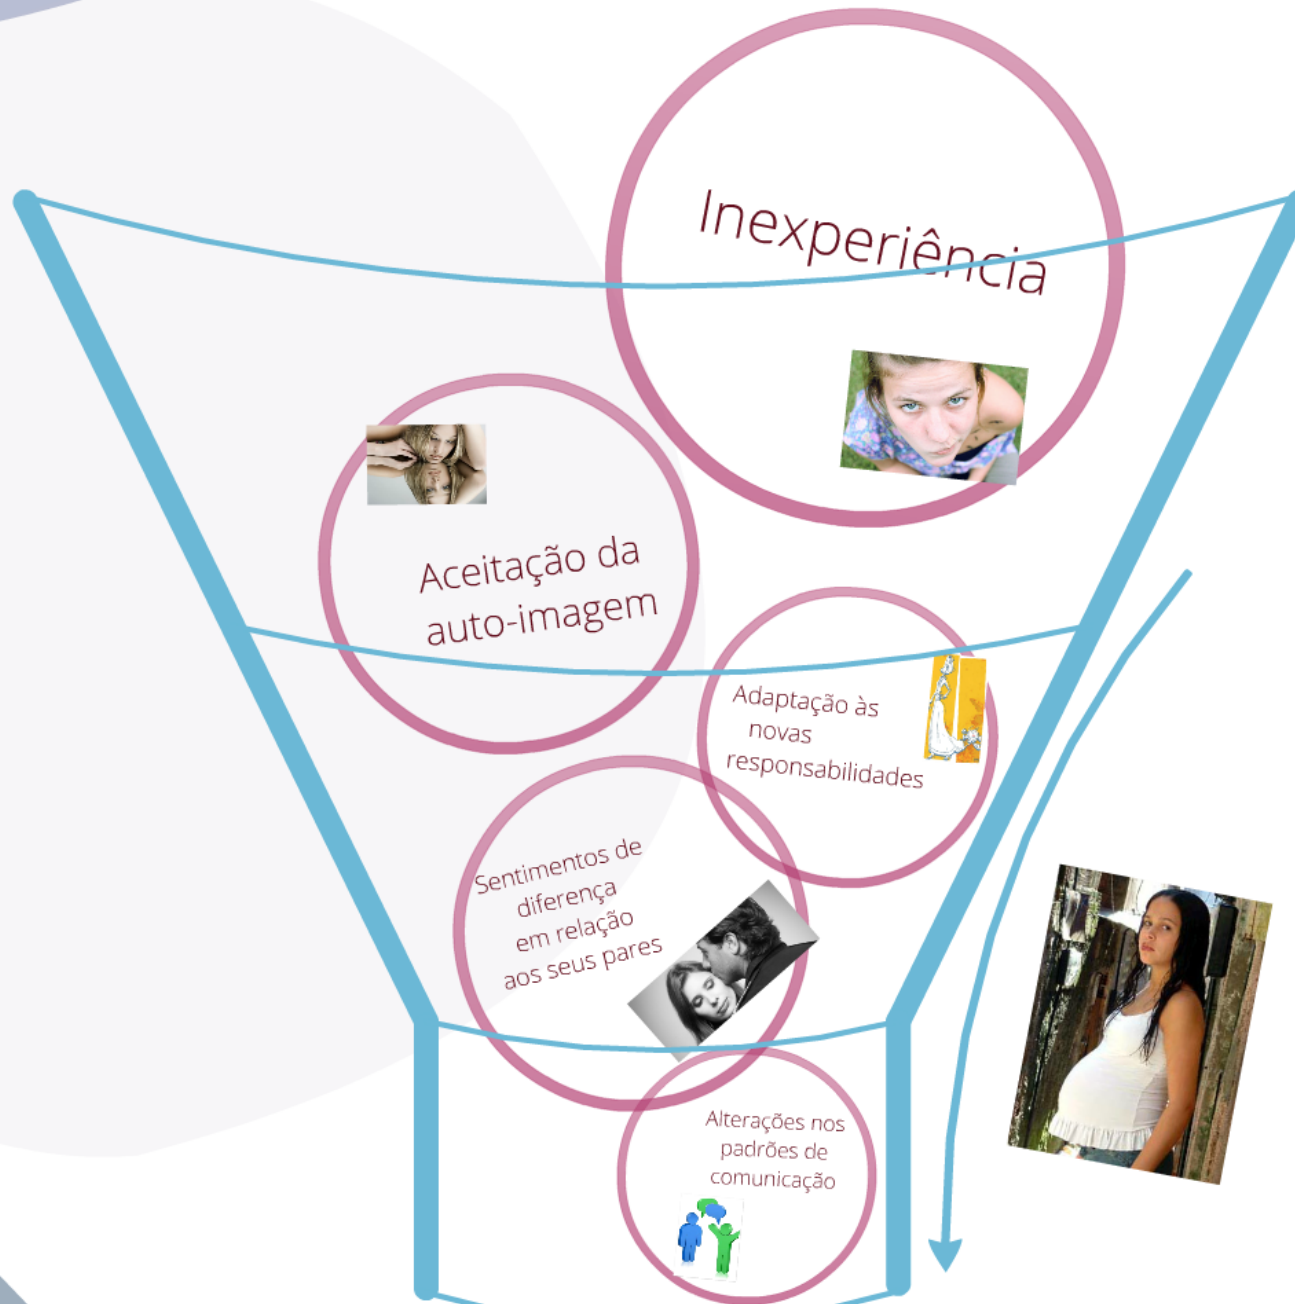 Inexperiência
Aceitação da
auto-imagem
Adaptação às
novas
responsabilidades
Sentimentos de
diferença
em relação
aos seus pares
Alterações nos
padrões de
comunicação